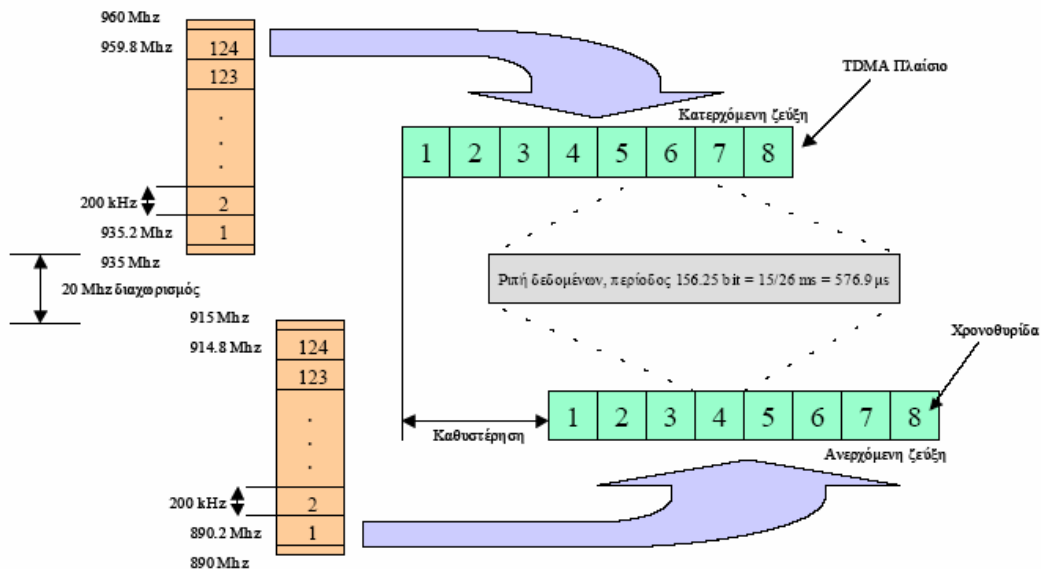 960 Mhz
959.8 Mhz
124
123
.
.
.
200 kHz
2
935.2 Mhz
1
935 Mhz
20 Mhz διαχωρισμός
TDMA Πλαίσιο
Κατερχόμενη ζεύξη
1 2 3 4 5 6 7 8
Ριπή δεδομένων, περίοδος 156.25 bit = 15/26 ms = 576.9 μs
915 Mhz
914.8 Mhz
124
123
.
.
.
200 kHz
2
890.2 Mhz
1
890 Mhz
Χρονοθυρίδα
Καθυστέρηση
1 2 3 4 5 6 7 8
Ανερχόμενη ζεύξη